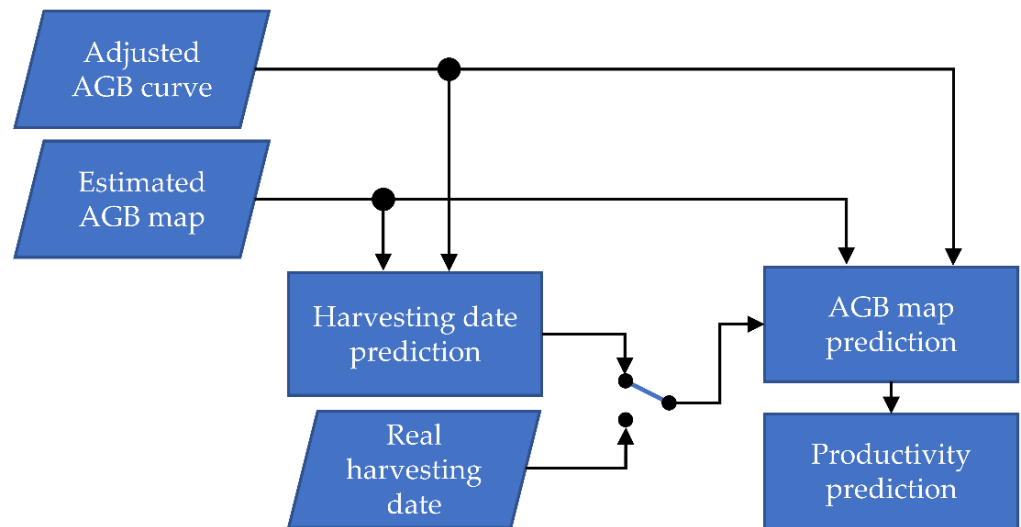 Adjusted
AGB curve
Estimated
AGB map
Harvesting date
prediction
AGB map
prediction
Real
harvesting
date
Productivity
prediction